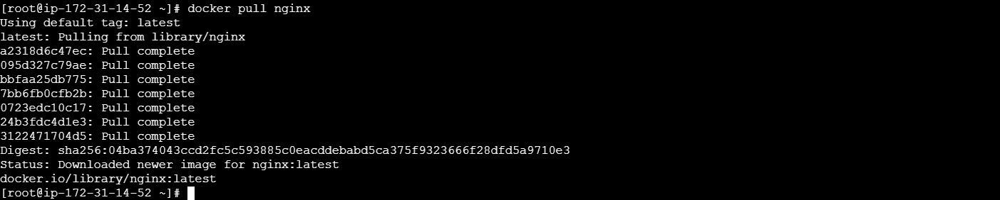 [root@ip-172-31-14-52 ~]# docker pull nginx
Using default tag: latest
latest: Pulling from library/nginx
a2318d6c47ec: Pull complete
095d327c79ae: Pull complete
bbfaa25db775: Pull complete
7bb6fb0cfb2b: Pull complete
0723edc10c17: Pull complete
24b3fdc4d1e3: Pull complete
3122471704d5: Pull complete
Digest: sha256:04ba374043ccd2fc5c593885c0eacddebabd5ca375f9323666f28dfd5a9710e3
Status: Downloaded newer image for nginx:latest
docker.io/library/nginx:latest
[root@ip-172-31-14-52 ~]#